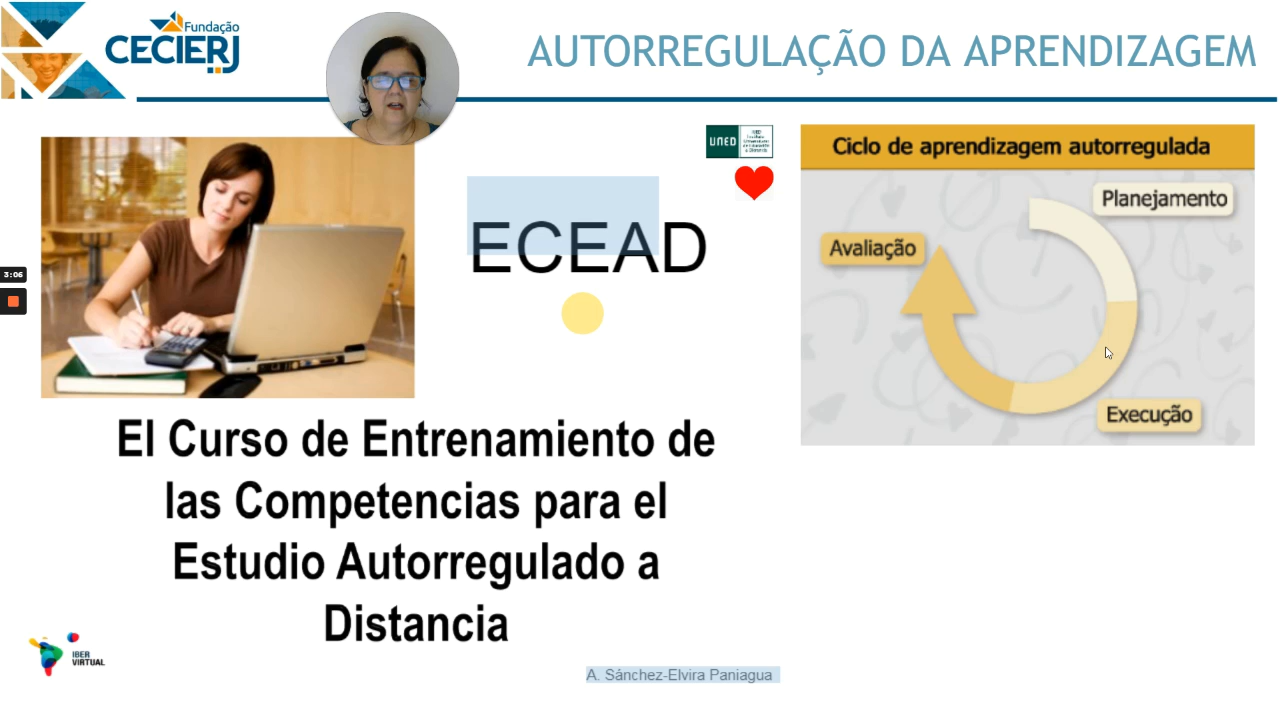 Fundação
CECIERJ
AUTORREGULAÇÃO DA APRENDIZAGEM
UNED
Ciclo de aprendizagem autorregulada
Planejamento
Avaliação
Execução
ECEAD
3:06
El Curso de Entrenamiento de
las Competencias para el
Estudio Autorregulado a
Distancia
IBER
VIRTUAL
A. Sánchez-Elvira Paniagua